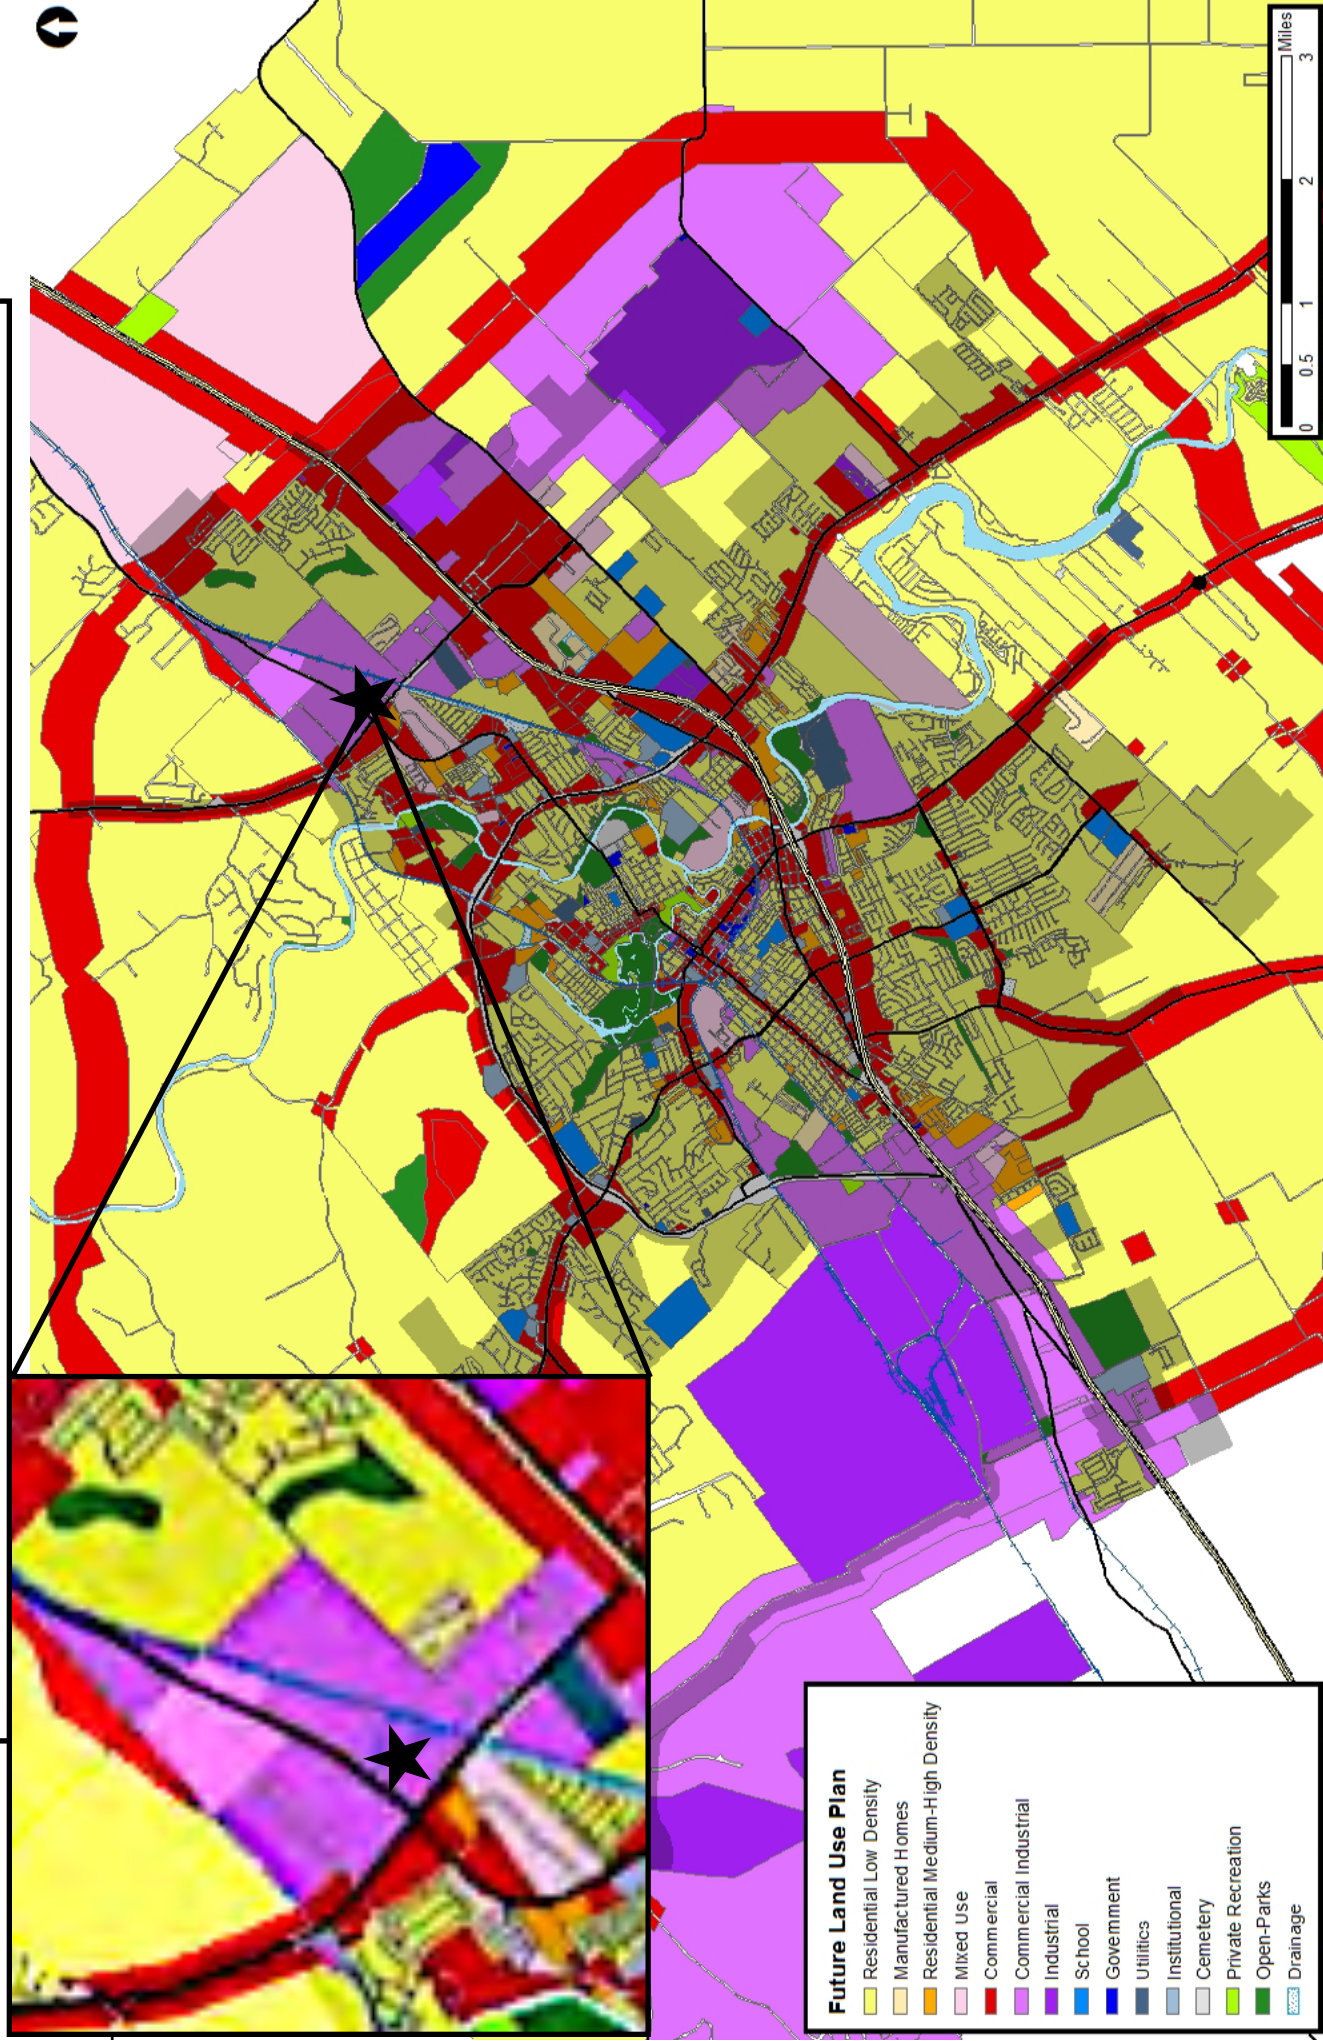 Future Land Use Plan
Residential Low Density
Manufactured Homes
Residential Medium-High Density
Mixed Use
Commercial
Commercial Industrial
Industrial
School
Government
Utilities
Institutional
Cemetery
Private Recreation
Open-Parks
Drainage
Miles
0 0.5 1 2 3